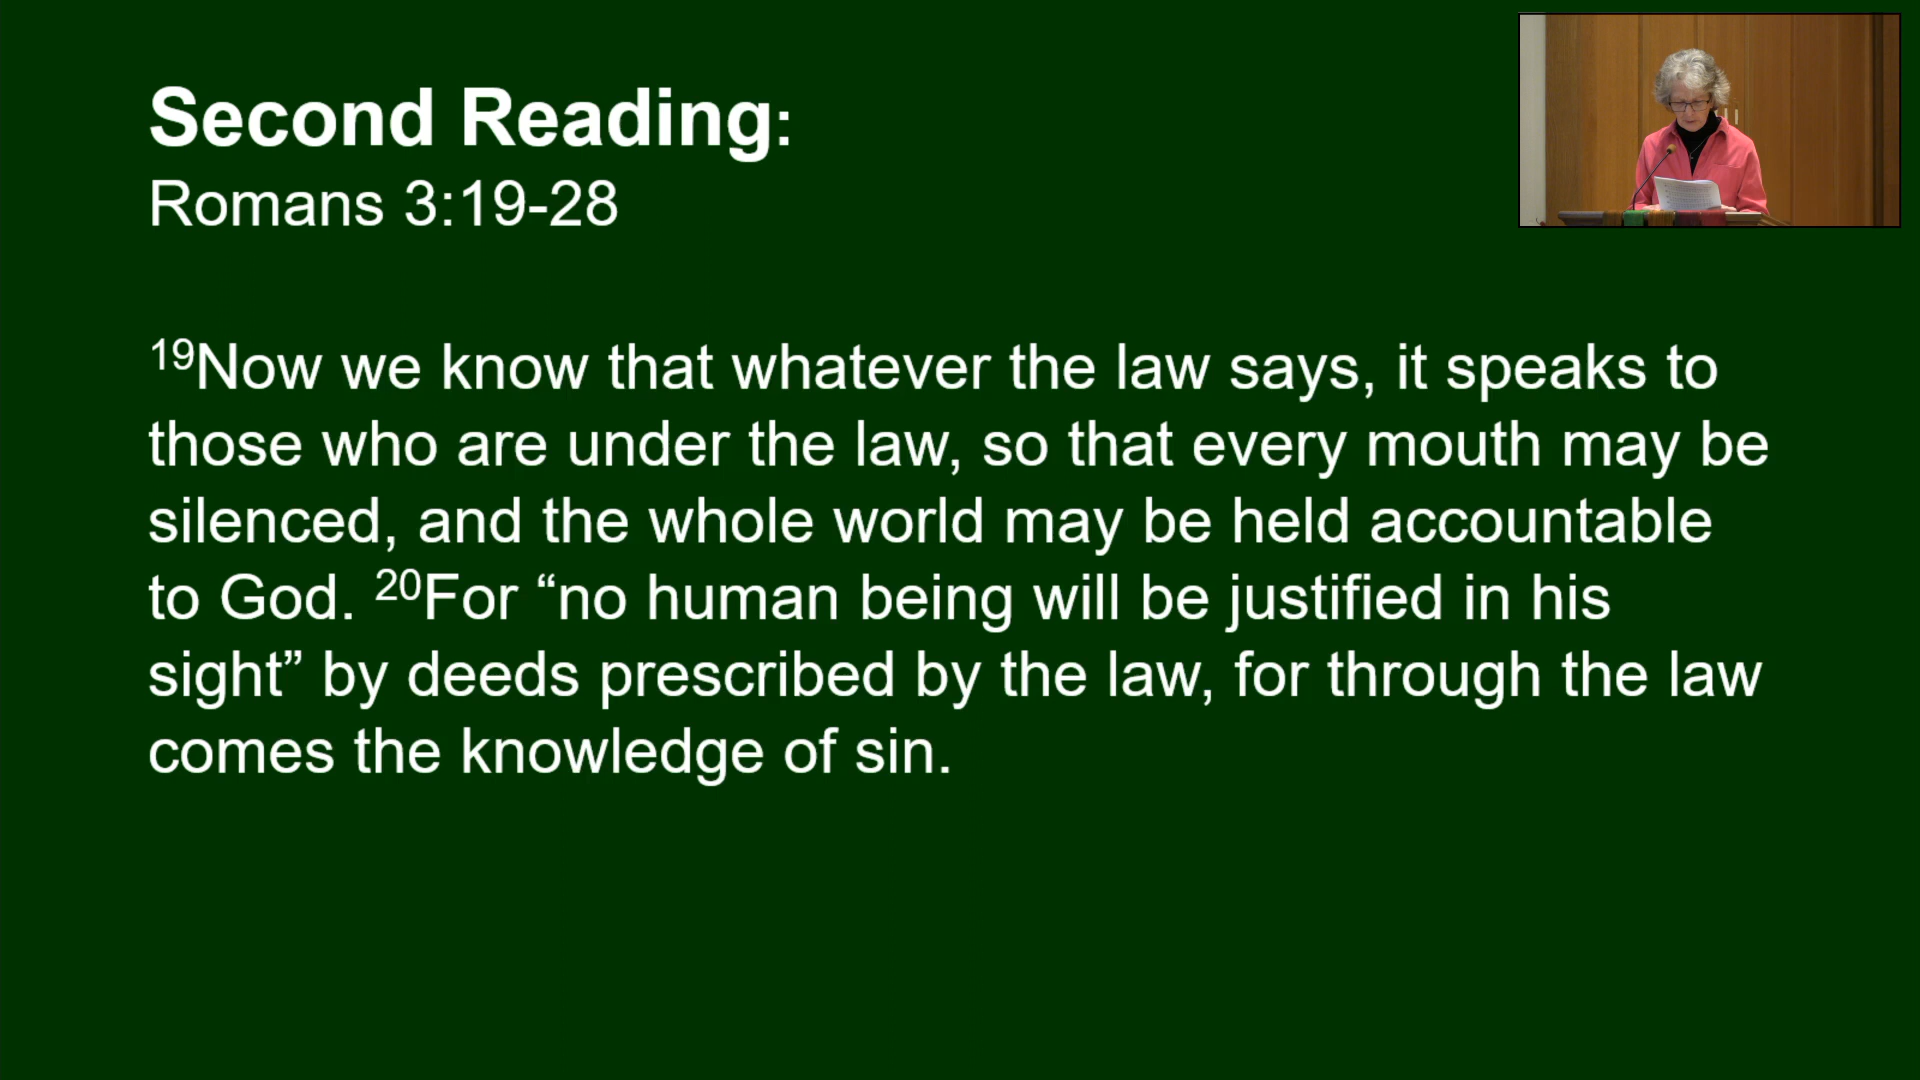 Second Reading:
Romans 3:19-28
¹⁹Now we know that whatever the law says, it speaks to
those who are under the law, so that every mouth may be
silenced, and the whole world may be held accountable
to God. ²⁰For “no human being will be justified in his
sight” by deeds prescribed by the law, for through the law
comes the knowledge of sin.